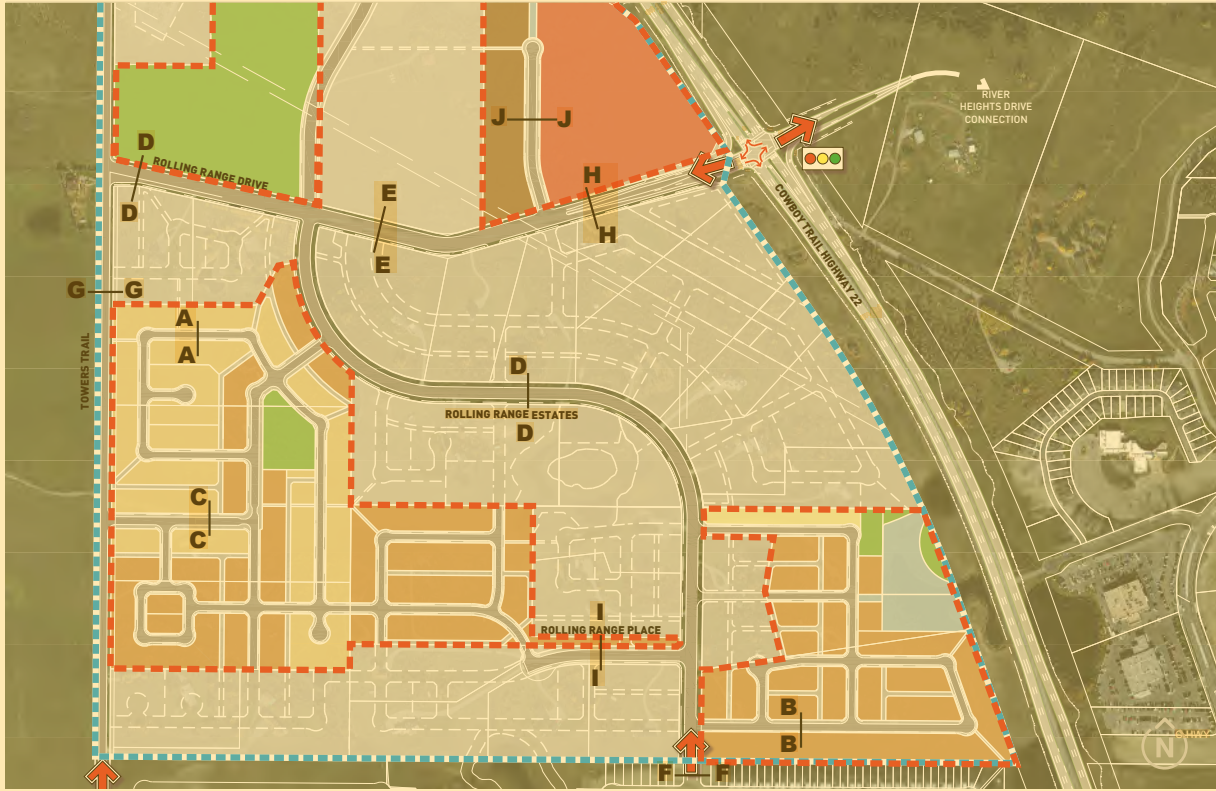 RIVER
HEIGHTS DRIVE
CONNECTION
J J
D
ROLLING RANGE DRIVE
D
H
H
E
E
COWBOY TRAIL HIGHWAY 22
G G
A
A
TOWERS TRAIL
D
ROLLING RANGE ESTATES
D
C
C
I
ROLLING RANGE PLACE
I
B
B
F F
N
HWY